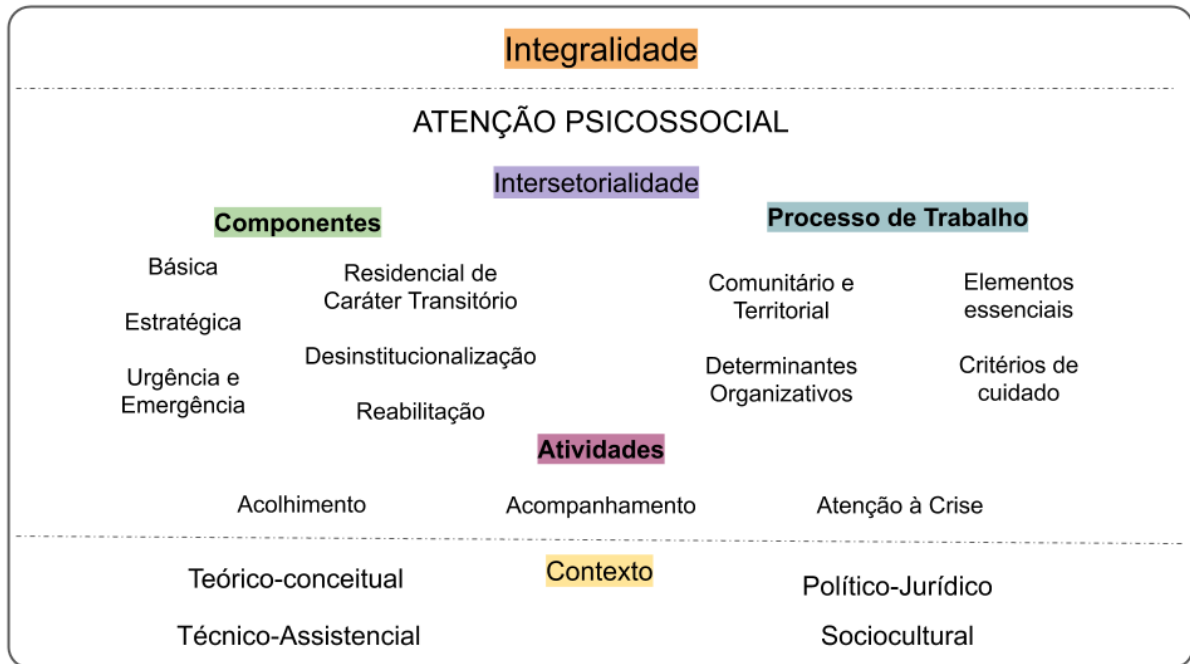 Integralidade
ATENÇÃO PSICOSSOCIAL
Intersetorialidade
Componentes
Básica
Estratégica
Urgência e
Emergência
Residencial de
Caráter Transitório
Desinstitucionalização
Reabilitação
Processo de Trabalho
Comunitário e
Territorial
Determinantes
Organizativos
Elementos
essenciais
Critérios de
cuidado
Atividades
Acolhimento
Acompanhamento
Atenção à Crise
Contexto
Teórico-conceitual
Técnico-Assistencial
Político-Jurídico
Sociocultural